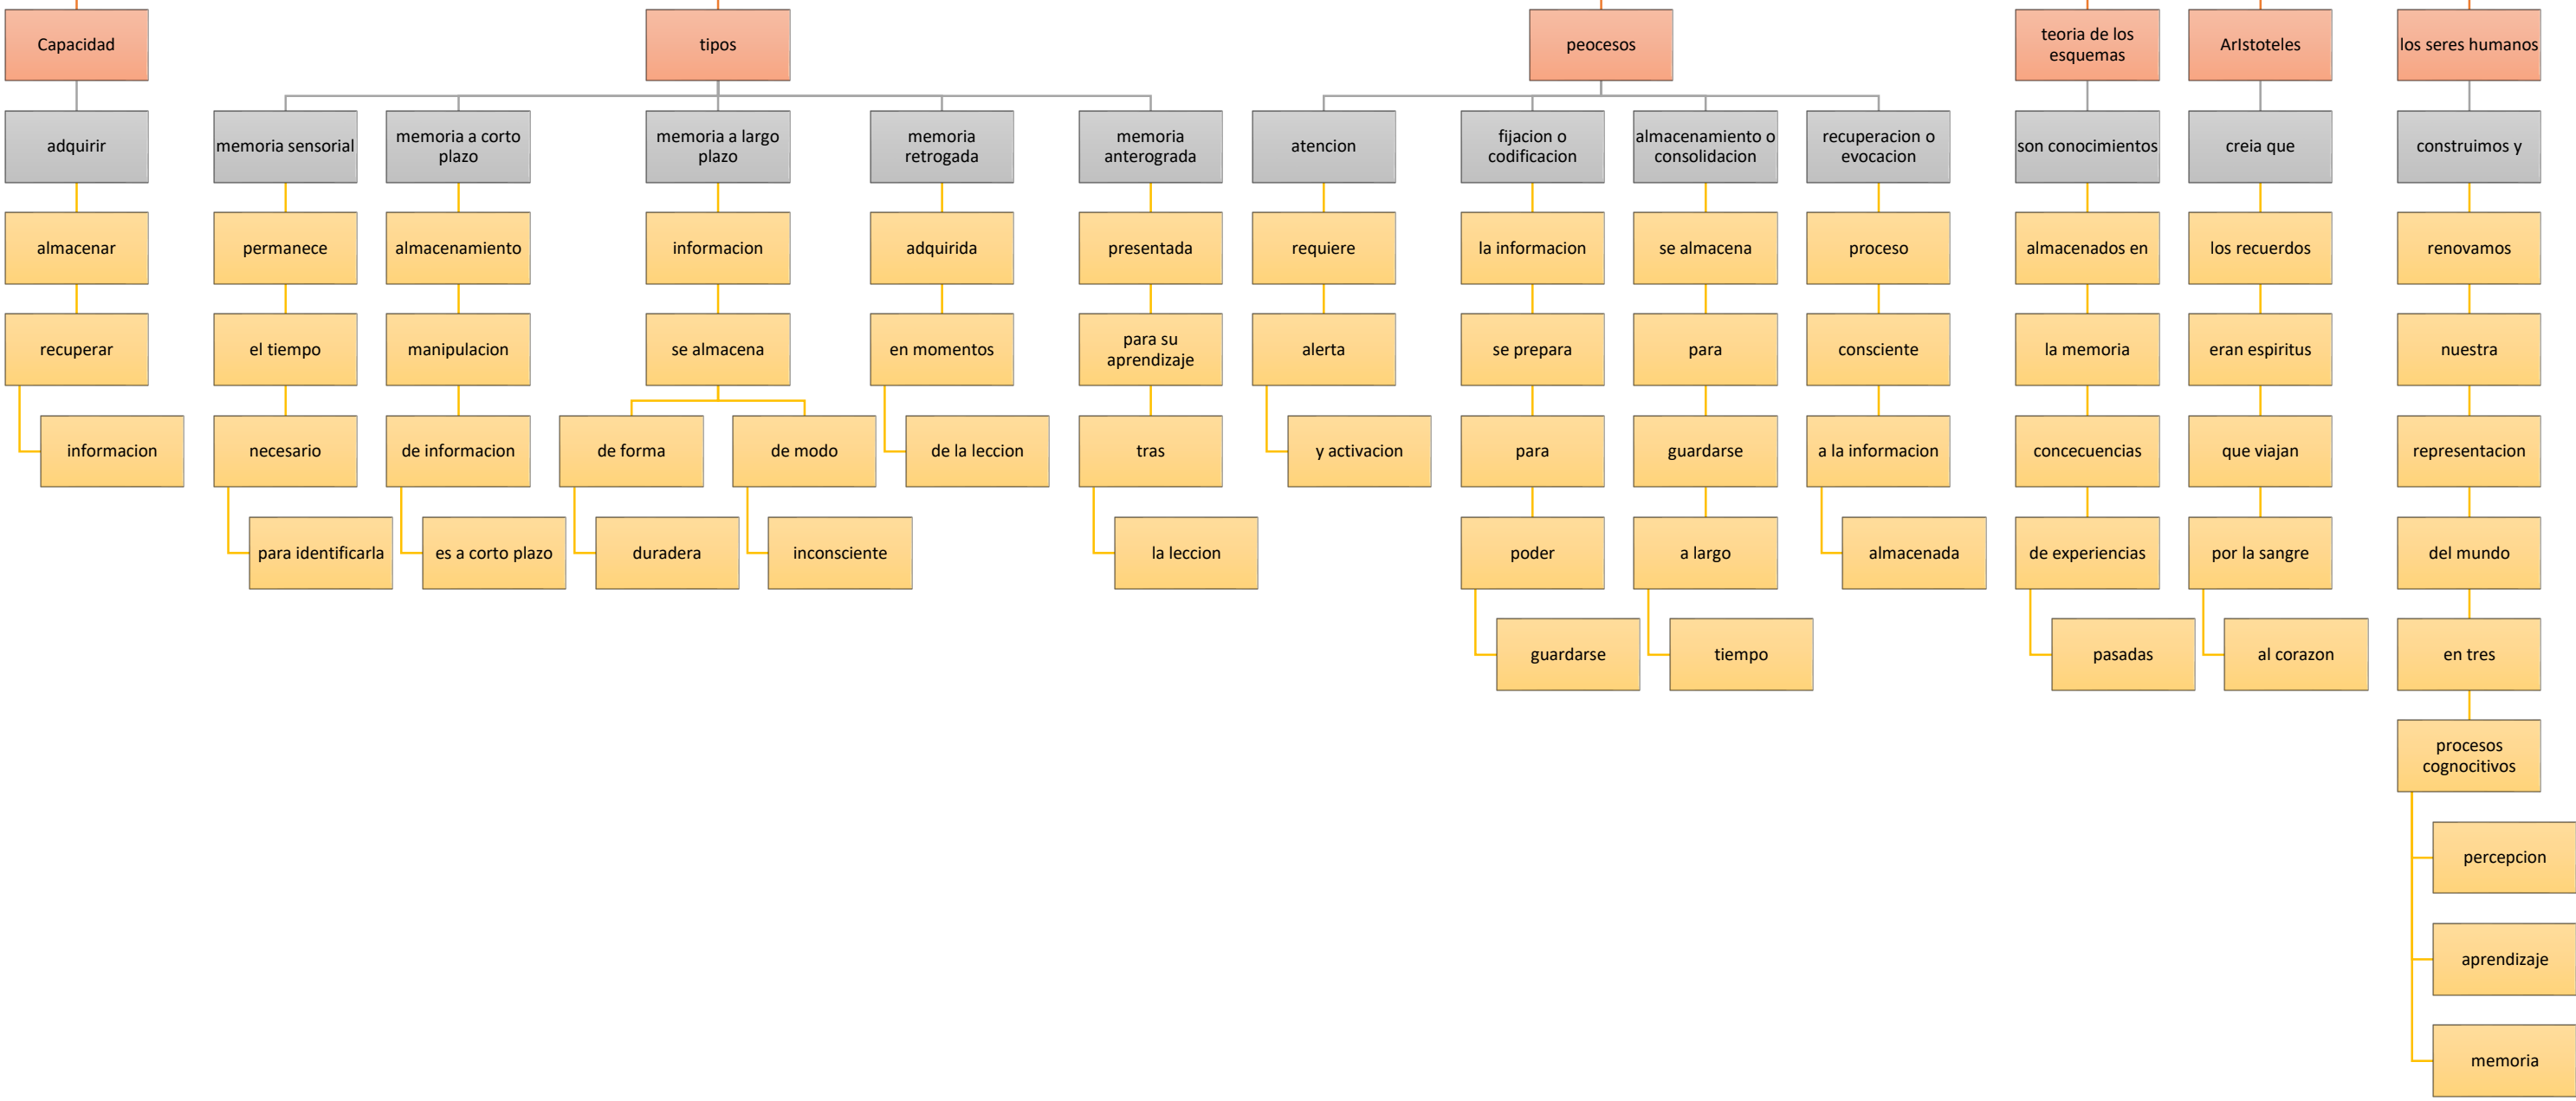 Capacidad
adquirir
almacenar
recuperar
informacion
tipos
memoria sensorial
permanece
el tiempo
necesario
para identificarla
memoria a corto
plazo
almacenamiento
manipulacion
de informacion
es a corto plazo
memoria a largo
plazo
informacion
se almacena
de forma
duradera
de modo
inconsciente
memoria
retrogada
adquirida
en momentos
de la leccion
memoria
anterograda
presentada
para su
aprendizaje
tras
la leccion
peocesos
atencion
requiere
alerta
y activacion
fijacion o
codificacion
la informacion
se prepara
para
poder
guardarse
almacenamiento o
consolidacion
se almacena
para
guardarse
a largo
tiempo
recuperacion o
evocacion
proceso
consciente
a la informacion
almacenada
teoria de los
esquemas
son conocimientos
almacenados en
la memoria
concecuencias
de experiencias
pasadas
ArIstoteles
creia que
los recuerdos
eran espiritus
que viajan
por la sangre
al corazon
los seres humanos
construimos y
renovamos
nuestra
representacion
del mundo
en tres
procesos
cognocitivos
percepcion
aprendizaje
memoria